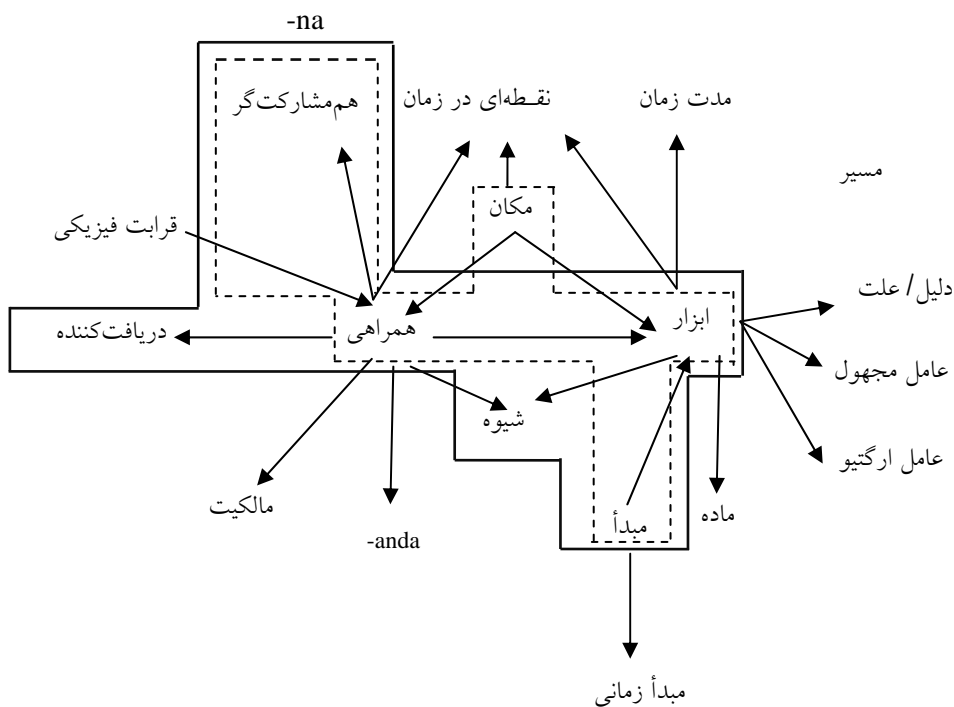 -na
مدت زمان
نقطه‌ای در زمان
هم‌مشارکت‌گر
مسیر
مکان
قرابت فیزیکی
دلیل/ علت
ابزار
همراهی
دریافت‌کننده
عامل مجهول
شیوه
عامل ارگتیو
مالکیت
ماده
مبدأ
-anda
مبدأ زمانی